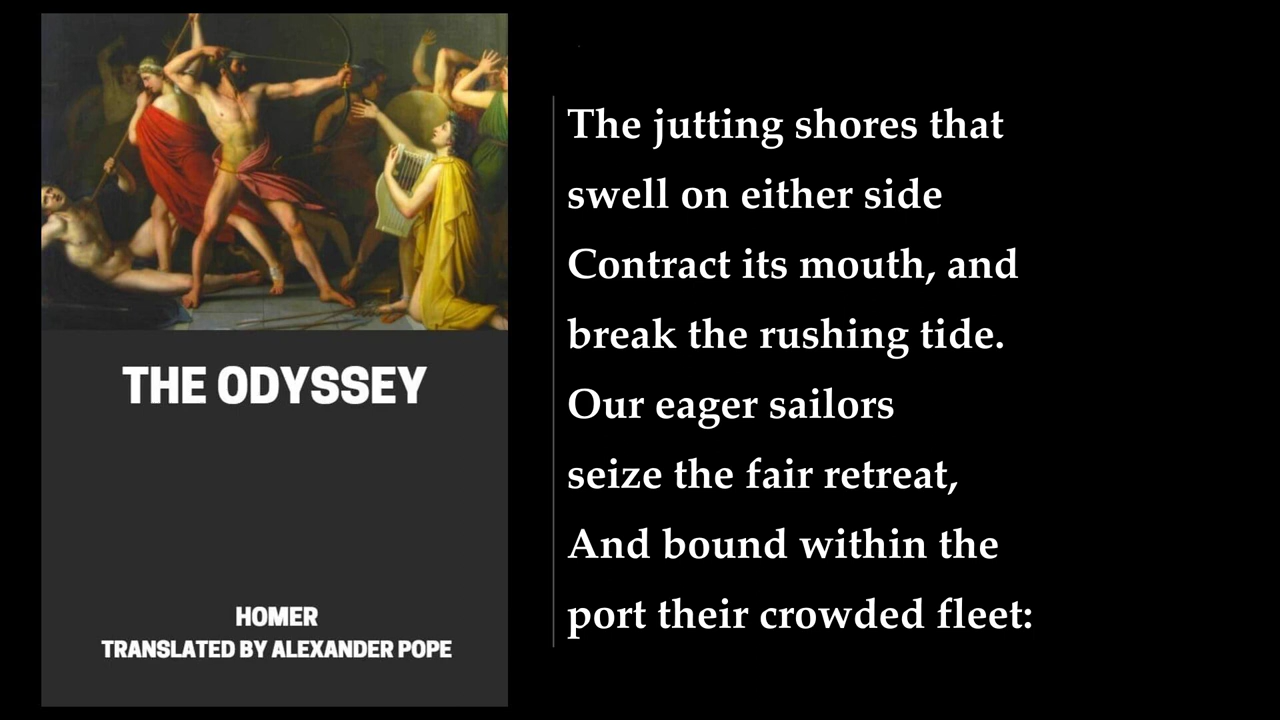 THE ODYSSEY
HOMER
TRANSLATED BY ALEXANDER POPE
The jutting shores that
swell on either side
Contract its mouth, and
break the rushing tide.
Our eager sailors
seize the fair retreat,
And bound within the
port their crowded fleet: